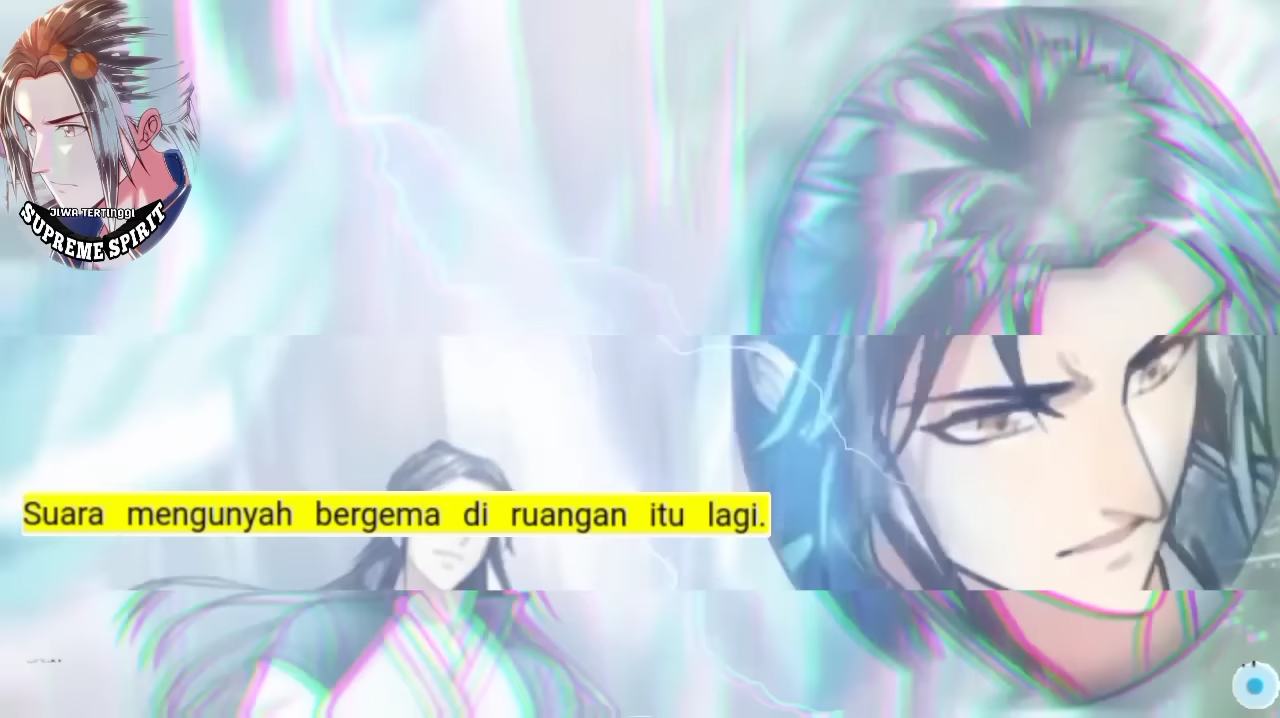 JIWA TERTINGGI
SUPREME SPIRIT
Suara mengunyah bergema di ruangan itu lagi.